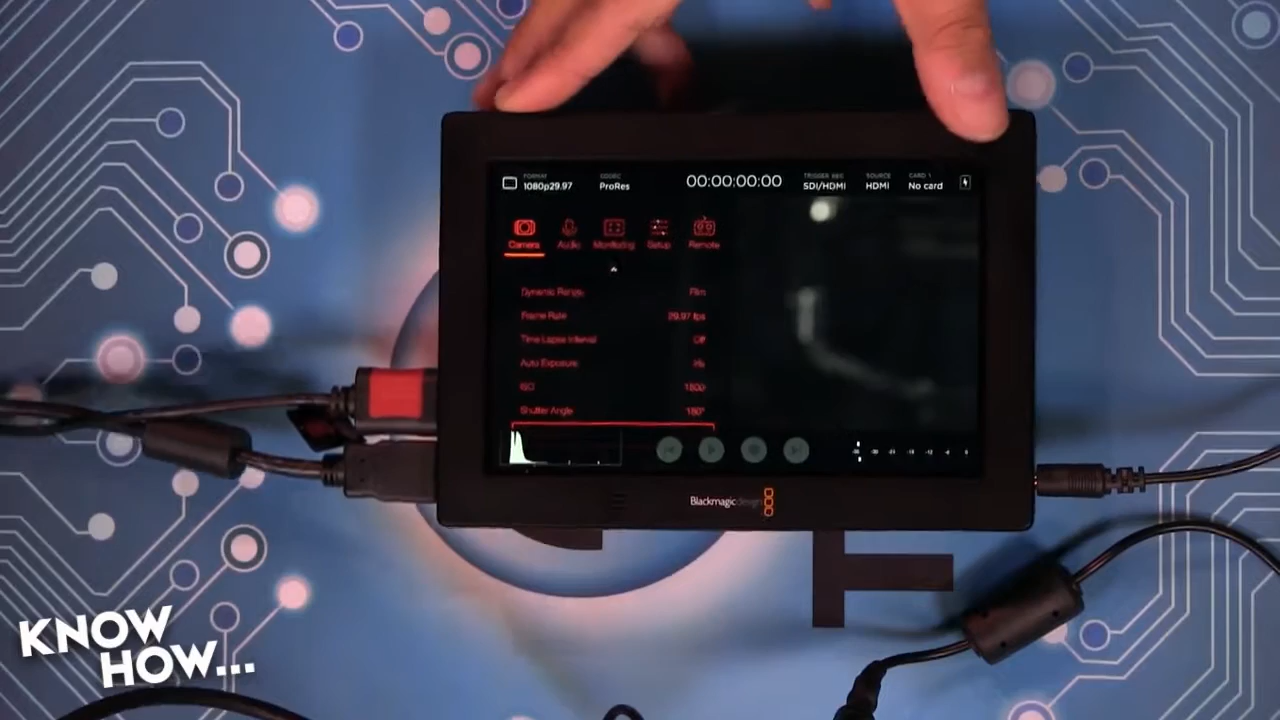 FORMAT CODEC TRIGGER REC SOURCE CARD 1
1080p29.97 ProRes 00:00:00:00 SDI/HDMI HDMI No card
Camera Audio Monitoring Setup Remote
Dynamic Range Film
Frame Rate 29.97 fps
Time Lapse Interval Off
Auto Exposure
ISO 1600
Shutter Angle 180°
Blackmagicdesign
KNOW
HOW...